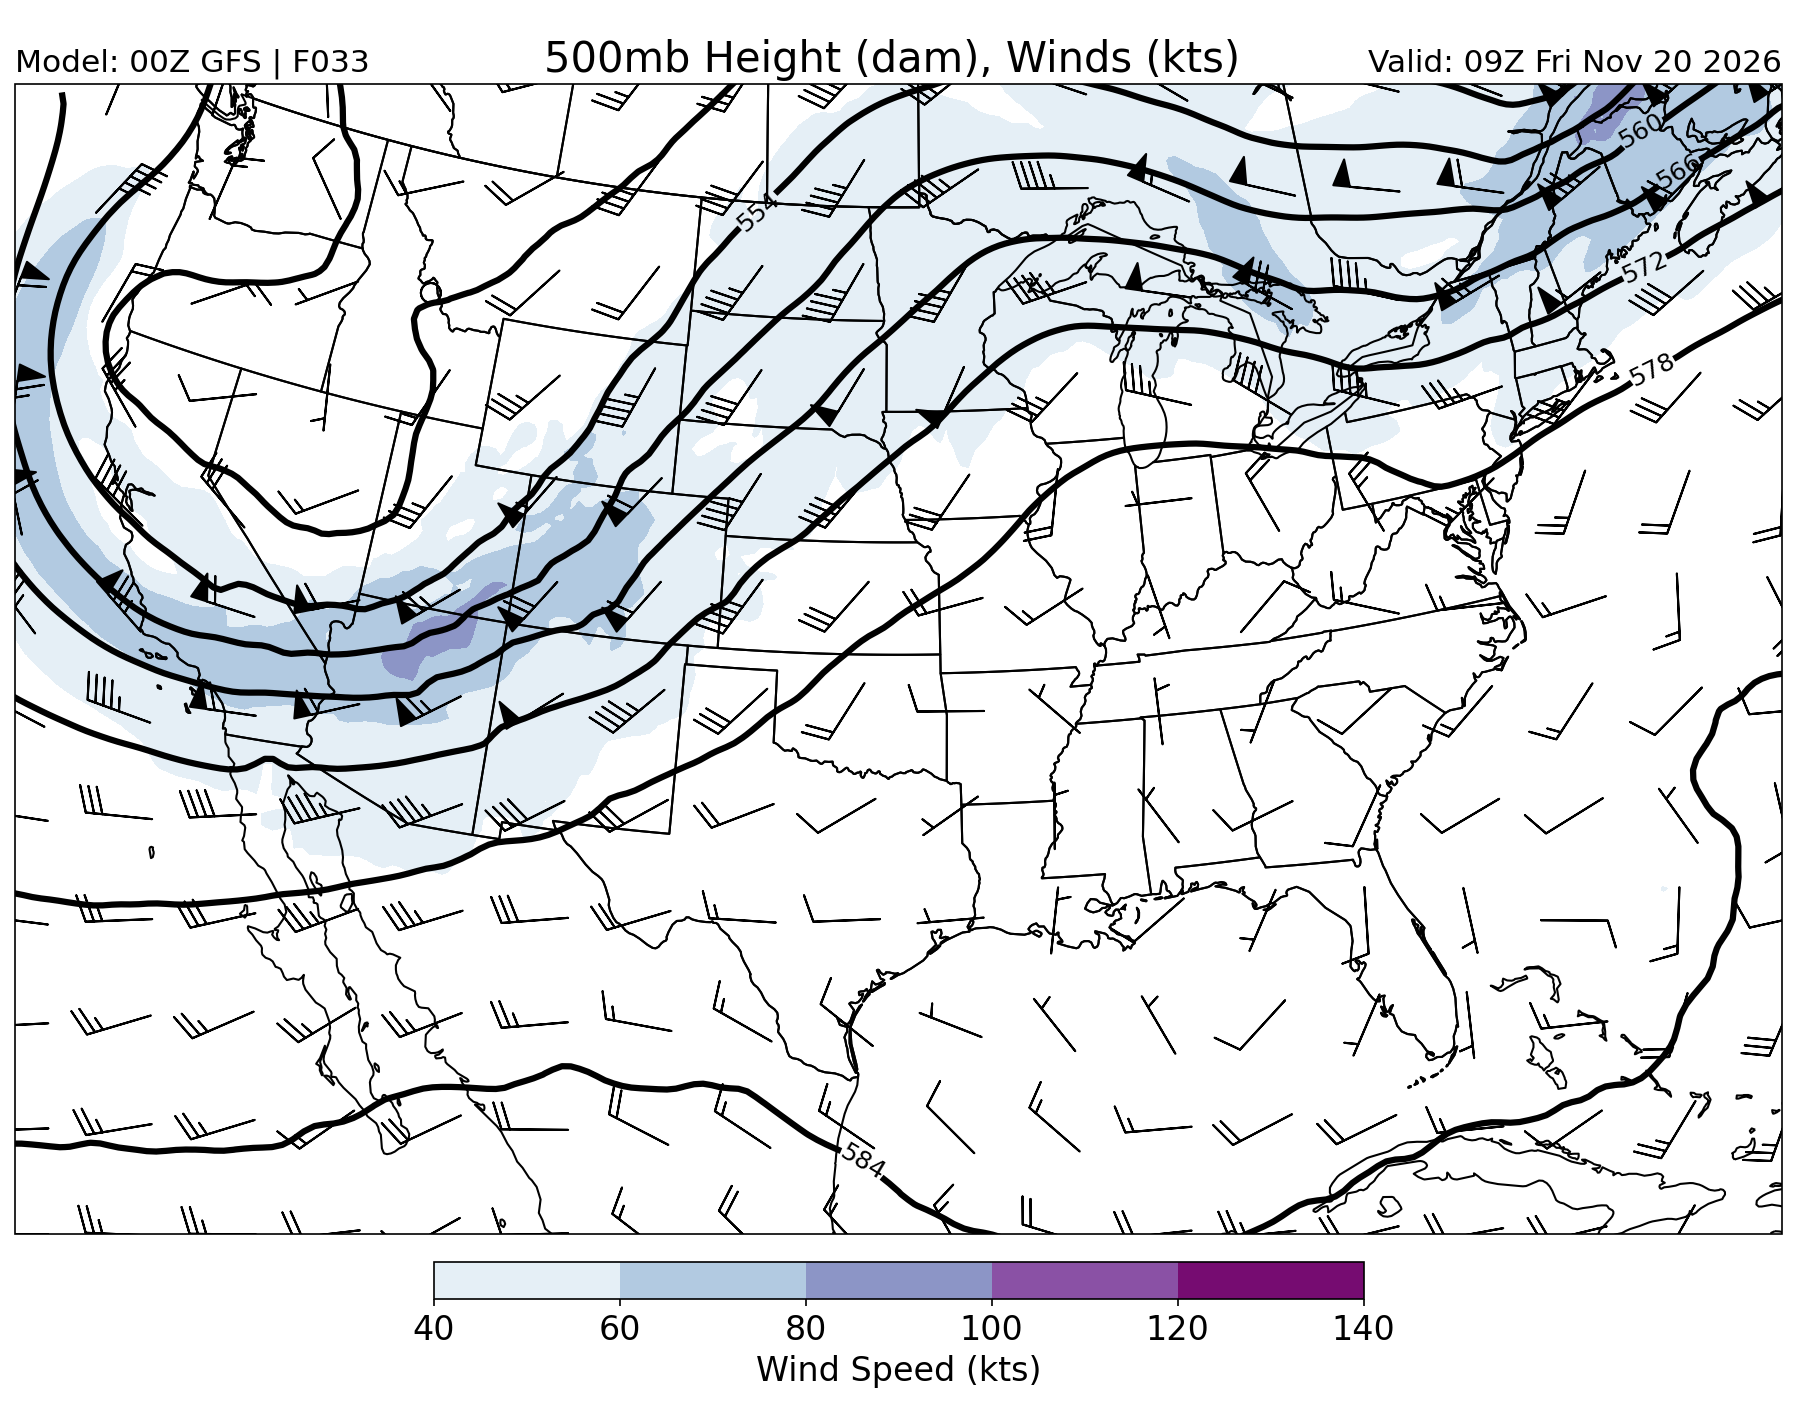 Model: 00Z GFS | F033
500mb Height (dam), Winds (kts)
Valid: 09Z Fri Nov 20 2026
560
566
554
572
578
584
40 60 80 100 120 140
Wind Speed (kts)